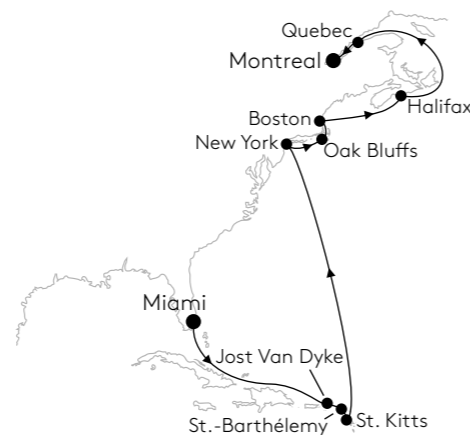 Quebec
Montreal
Halifax
Boston
New York
Oak Bluffs
Miami
Jost Van Dyke
St.-Barthélemy
St. Kitts